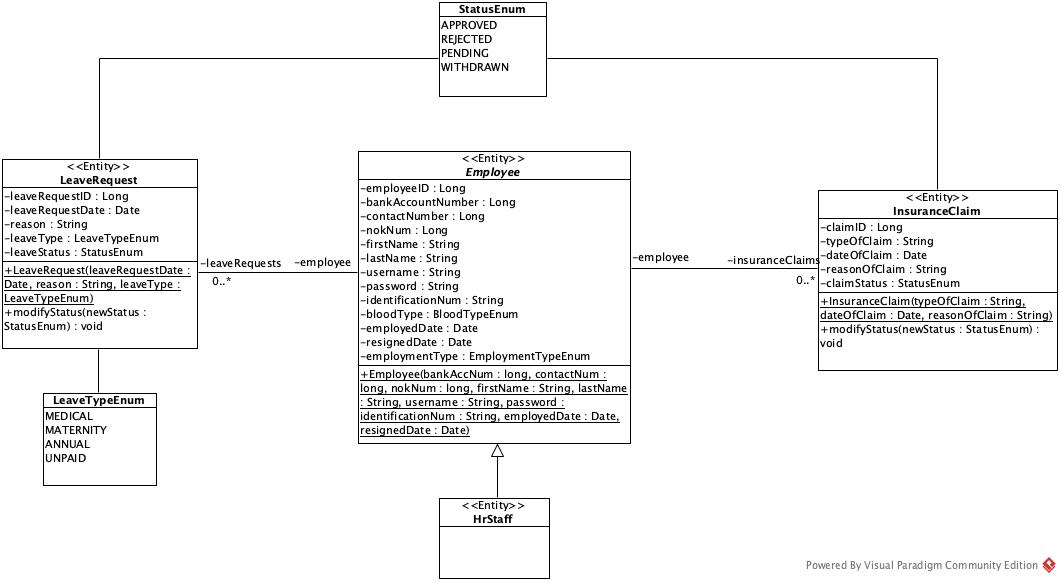 StatusEnum
APPROVED
REJECTED
PENDING
WITHDRAWN
<<Entity>>
LeaveRequest
-leaveRequestID : Long
-leaveRequestDate : Date
-reason : String
-leaveType : LeaveTypeEnum
-leaveStatus : StatusEnum
+LeaveRequest(leaveRequestDate :
Date, reason : String, leaveType :
LeaveTypeEnum)
+modifyStatus(newStatus :
StatusEnum) : void
-leaveRequests
0..*
-employee
<<Entity>>
Employee
-employeeID : Long
-bankAccountNumber : Long
-contactNumber : Long
-nokNum : Long
-firstName : String
-lastName : String
-username : String
-password : String
-identificationNum : String
-bloodType : BloodTypeEnum
-employedDate : Date
-resignedDate : Date
-employmentType : EmploymentTypeEnum
+Employee(bankAccNum : long, contactNum :
long, nokNum : long, firstName : String, lastName
: String, username : String, password :
identificationNum : String, employedDate : Date,
resignedDate : Date)
-employee
-insuranceClaims
0..*
<<Entity>>
InsuranceClaim
-claimID : Long
-typeOfClaim : String
-dateOfClaim : Date
-reasonOfClaim : String
-claimStatus : StatusEnum
+InsuranceClaim(typeOfClaim : String,
dateOfClaim : Date, reasonOfClaim : String)
+modifyStatus(newStatus : StatusEnum) :
void
LeaveTypeEnum
MEDICAL
MATERNITY
ANNUAL
UNPAID
<<Entity>>
HrStaff
Powered By Visual Paradigm Community Edition